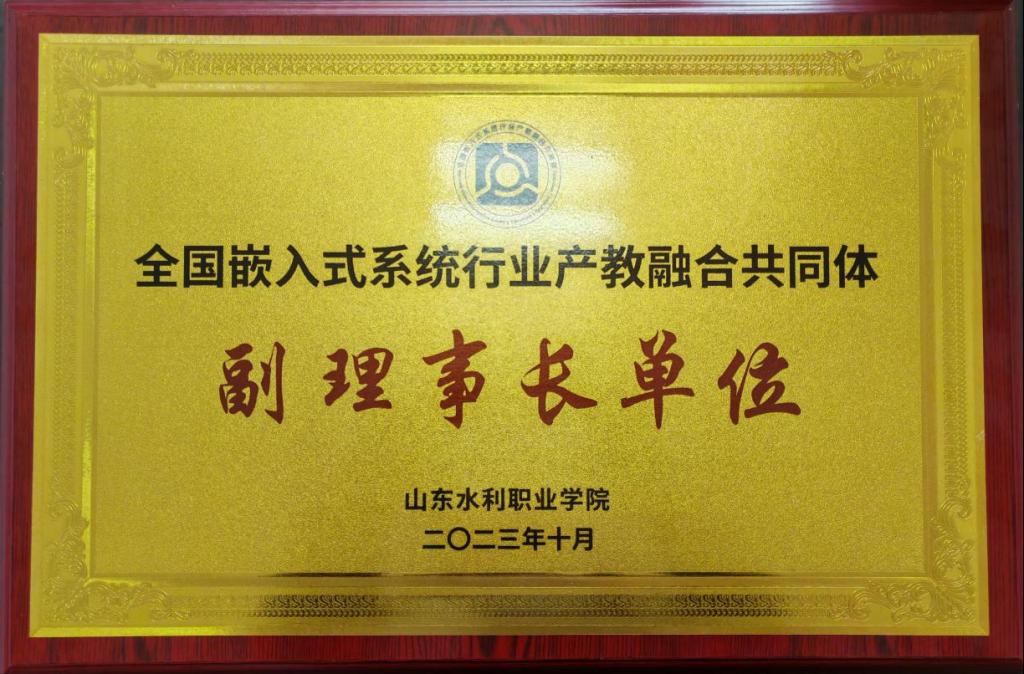 全国嵌入式系统行业产教融合共同体
副理事长单位
山东水利职业学院
二〇二三年十月